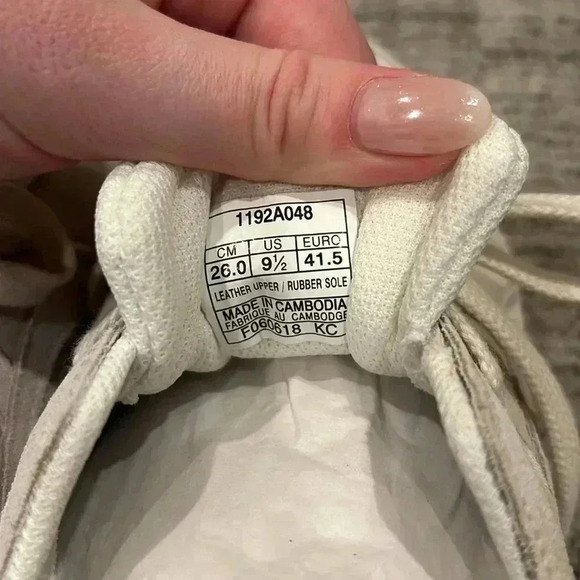 1192A048
CM US EURO
26.0 9½ 41.5
LEATHER UPPER / RUBBER SOLE
MADE IN CAMBODIA
FABRIQUE AU CAMBODGE
F060618 KC